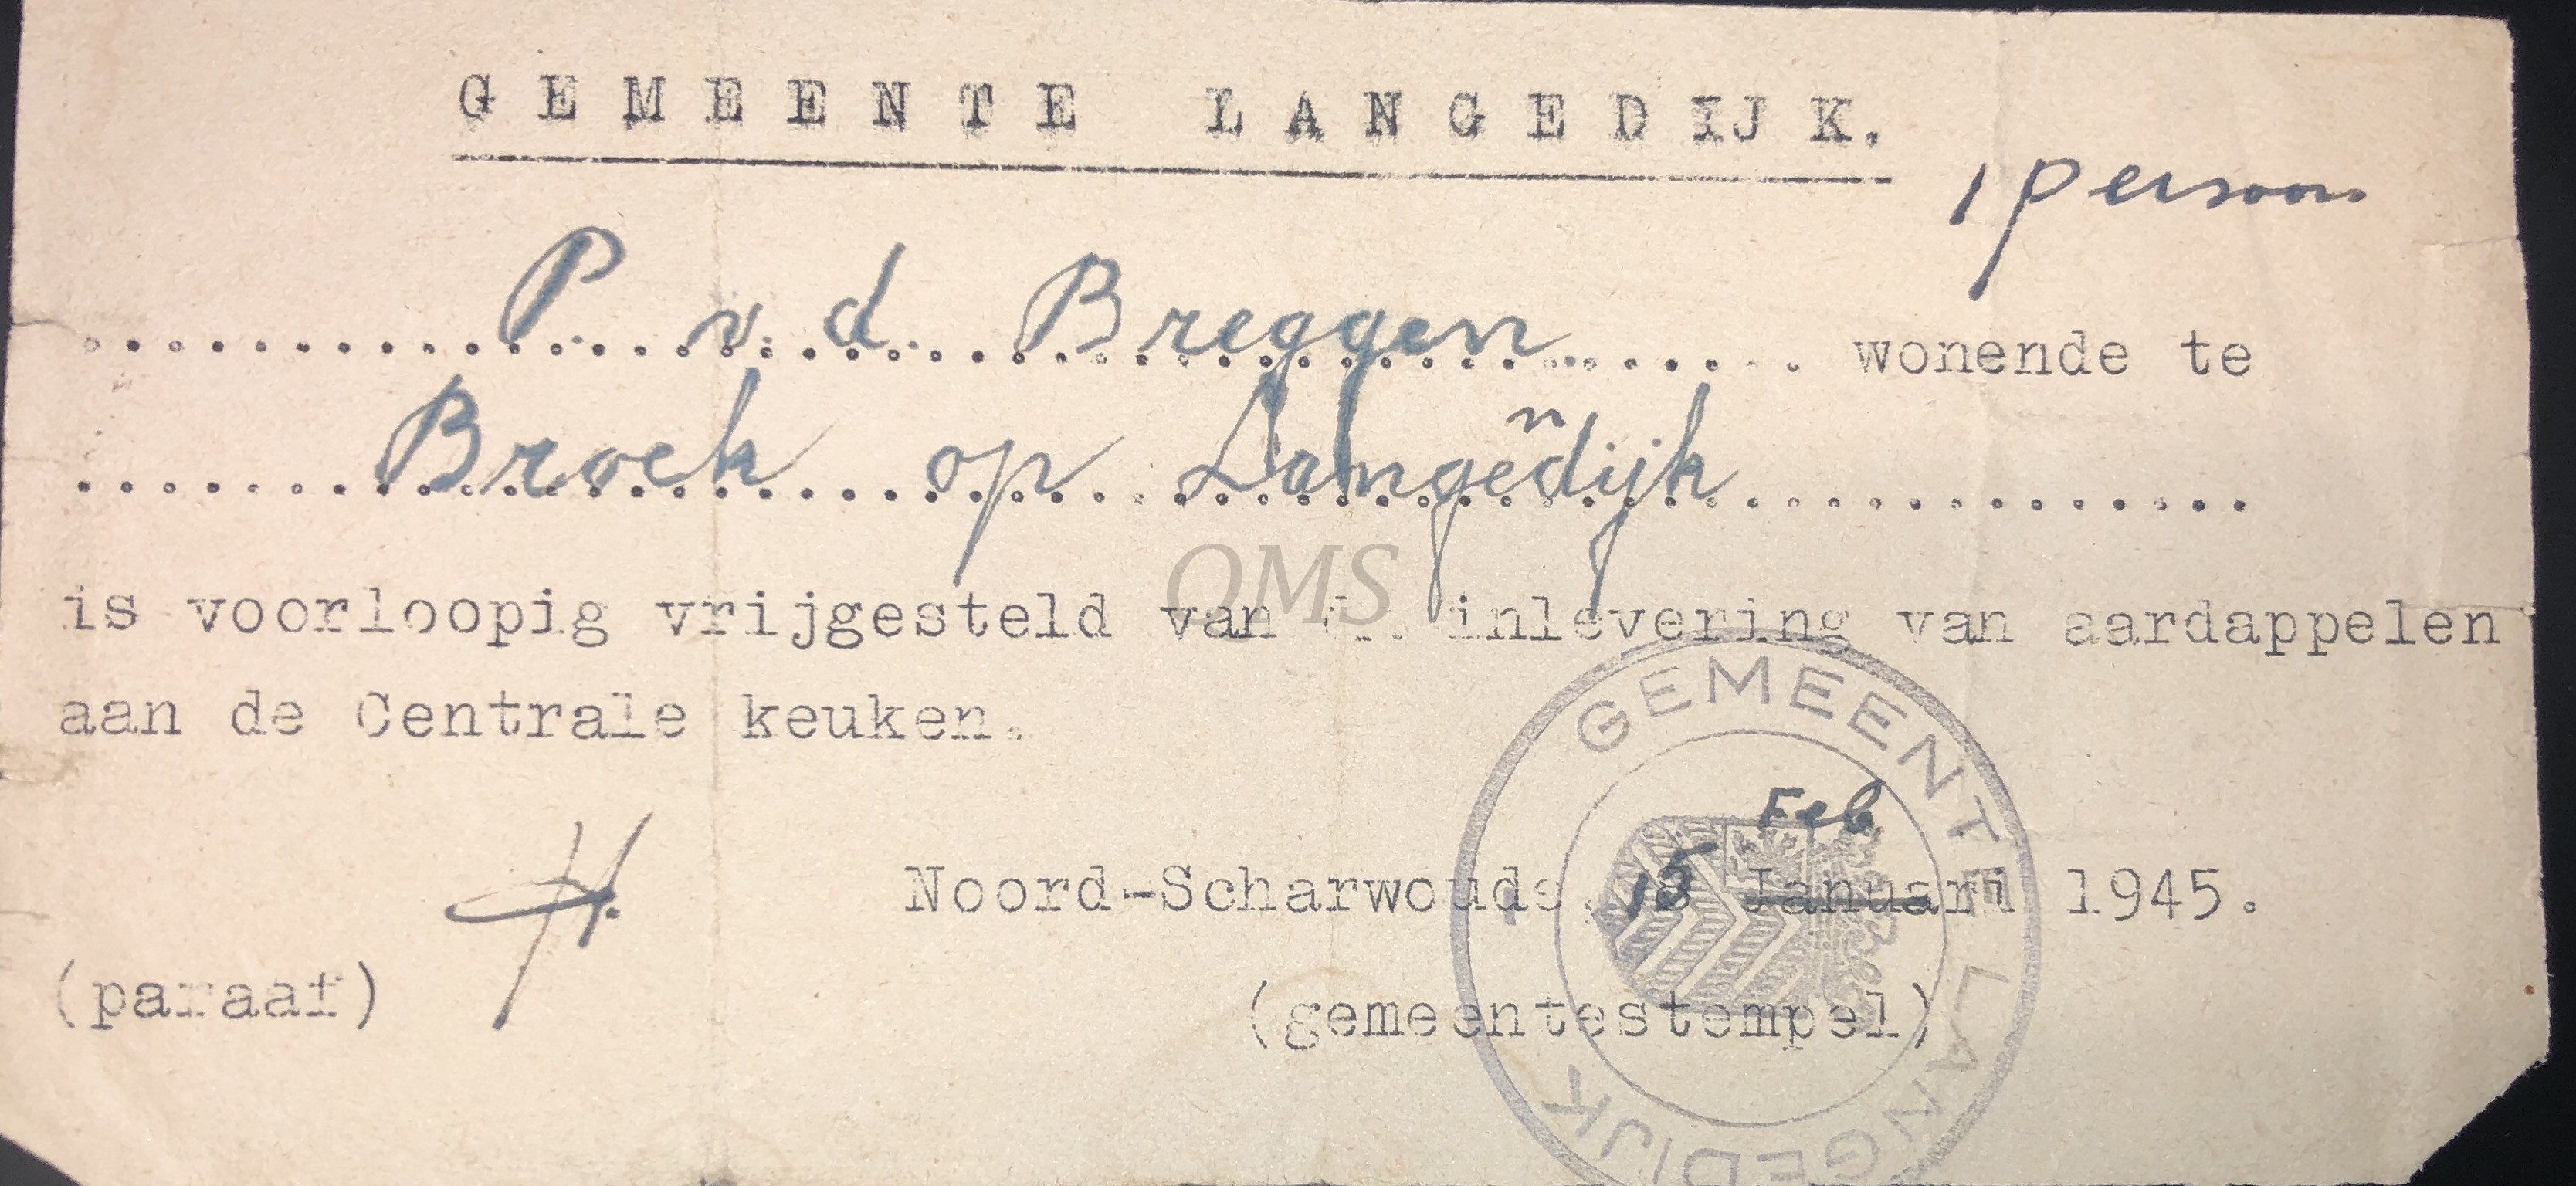 GEMEENTE LANGEDIJK.
1 persoon
P. v. d. Breggen wonende te
Broek op Langedijk
is voorloopig vrijgesteld van inlevering van aardappelen
aan de Centrale keuken.
H.
Feb
Noord-Scharwoude, 15 Januari 1945.
(paraaf)
(gemeentestempel)
GEMEENTE LANGEDIJK
QMS